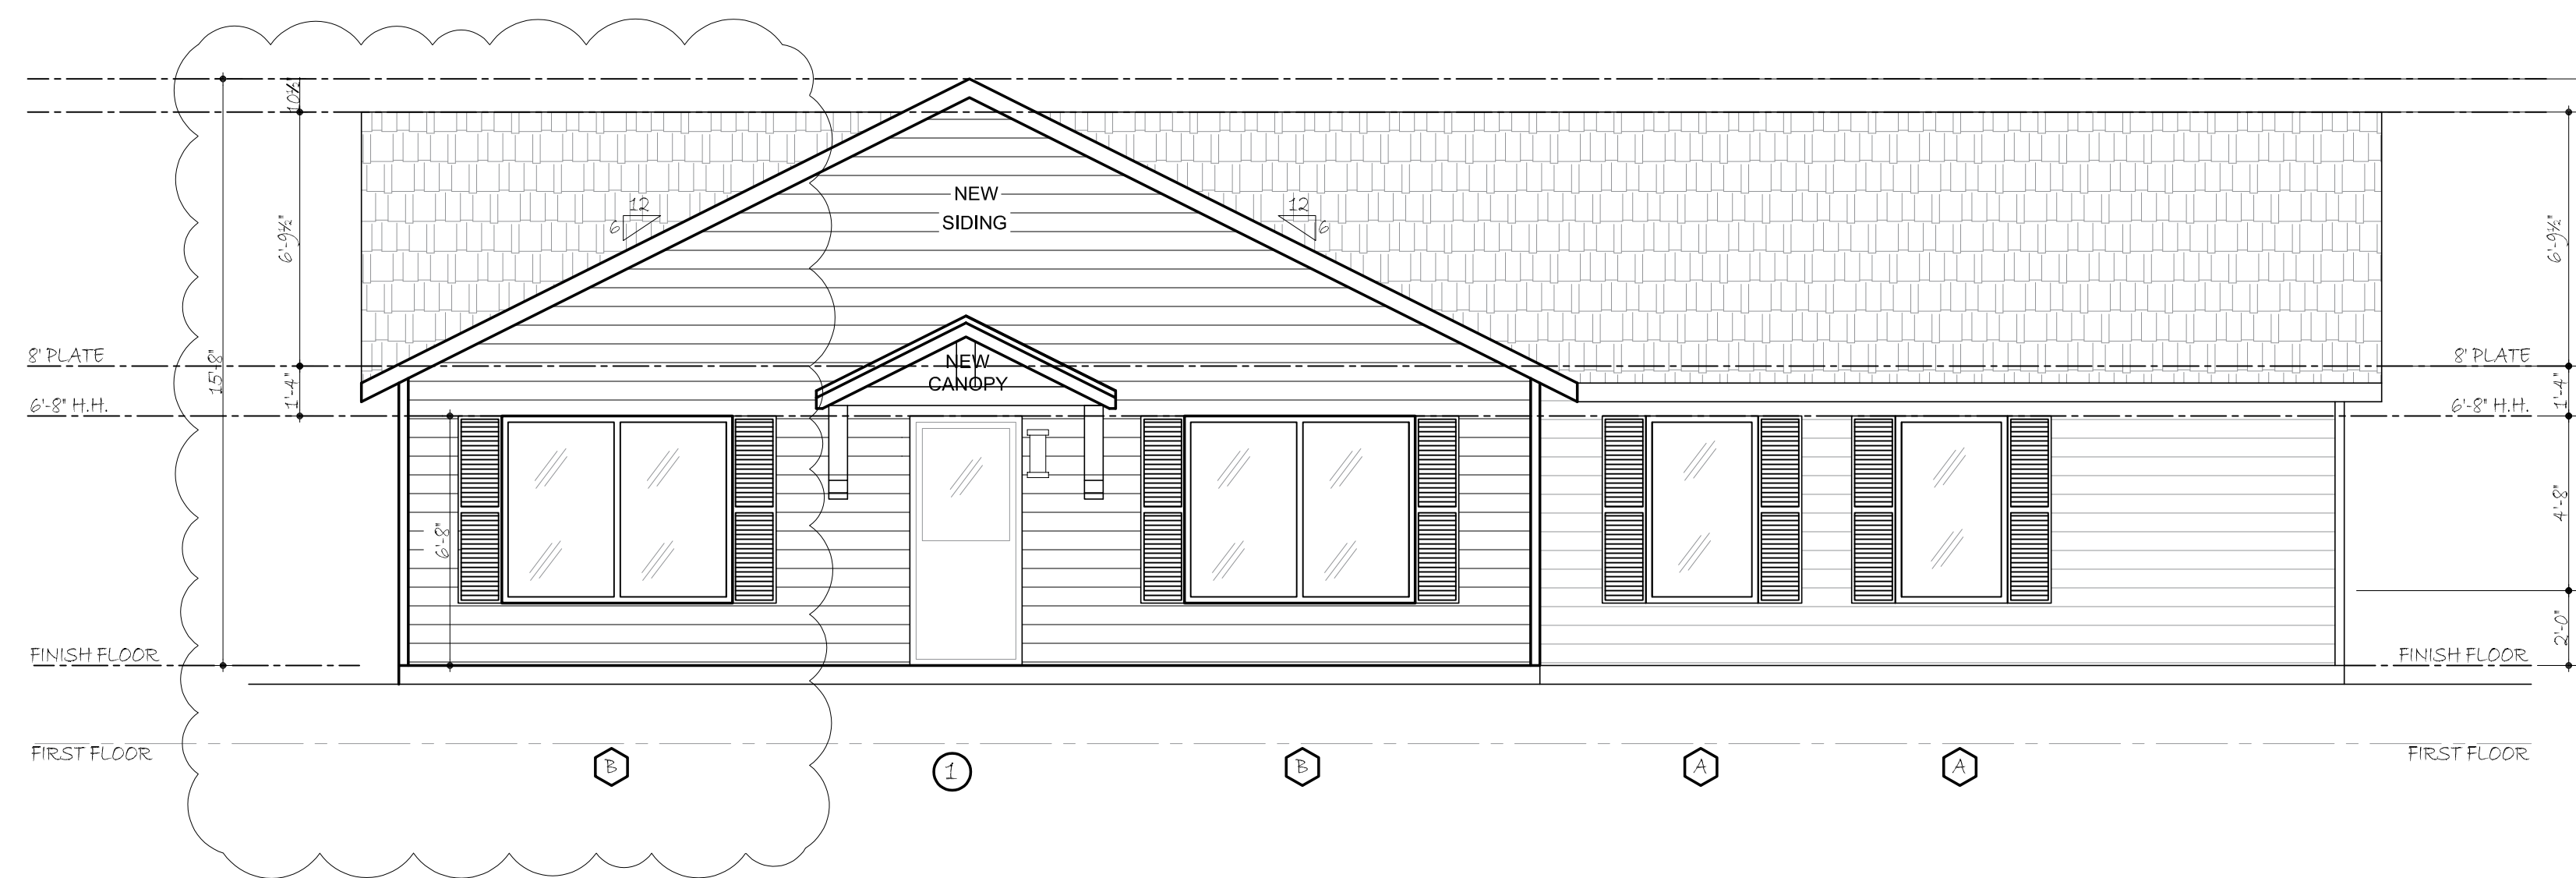 10½"
NEW
SIDING
12
6
12
6
6'-9½"
6'-9½"
8' PLATE
15'-8"
1'-4"
NEW
CANOPY
8' PLATE
1'-4"
6'-8" H.H.
6'-8" H.H.
6'-8"
4'-8"
2'-0"
FINISH FLOOR
FINISH FLOOR
FIRST FLOOR
FIRST FLOOR
B
1
B
A
A